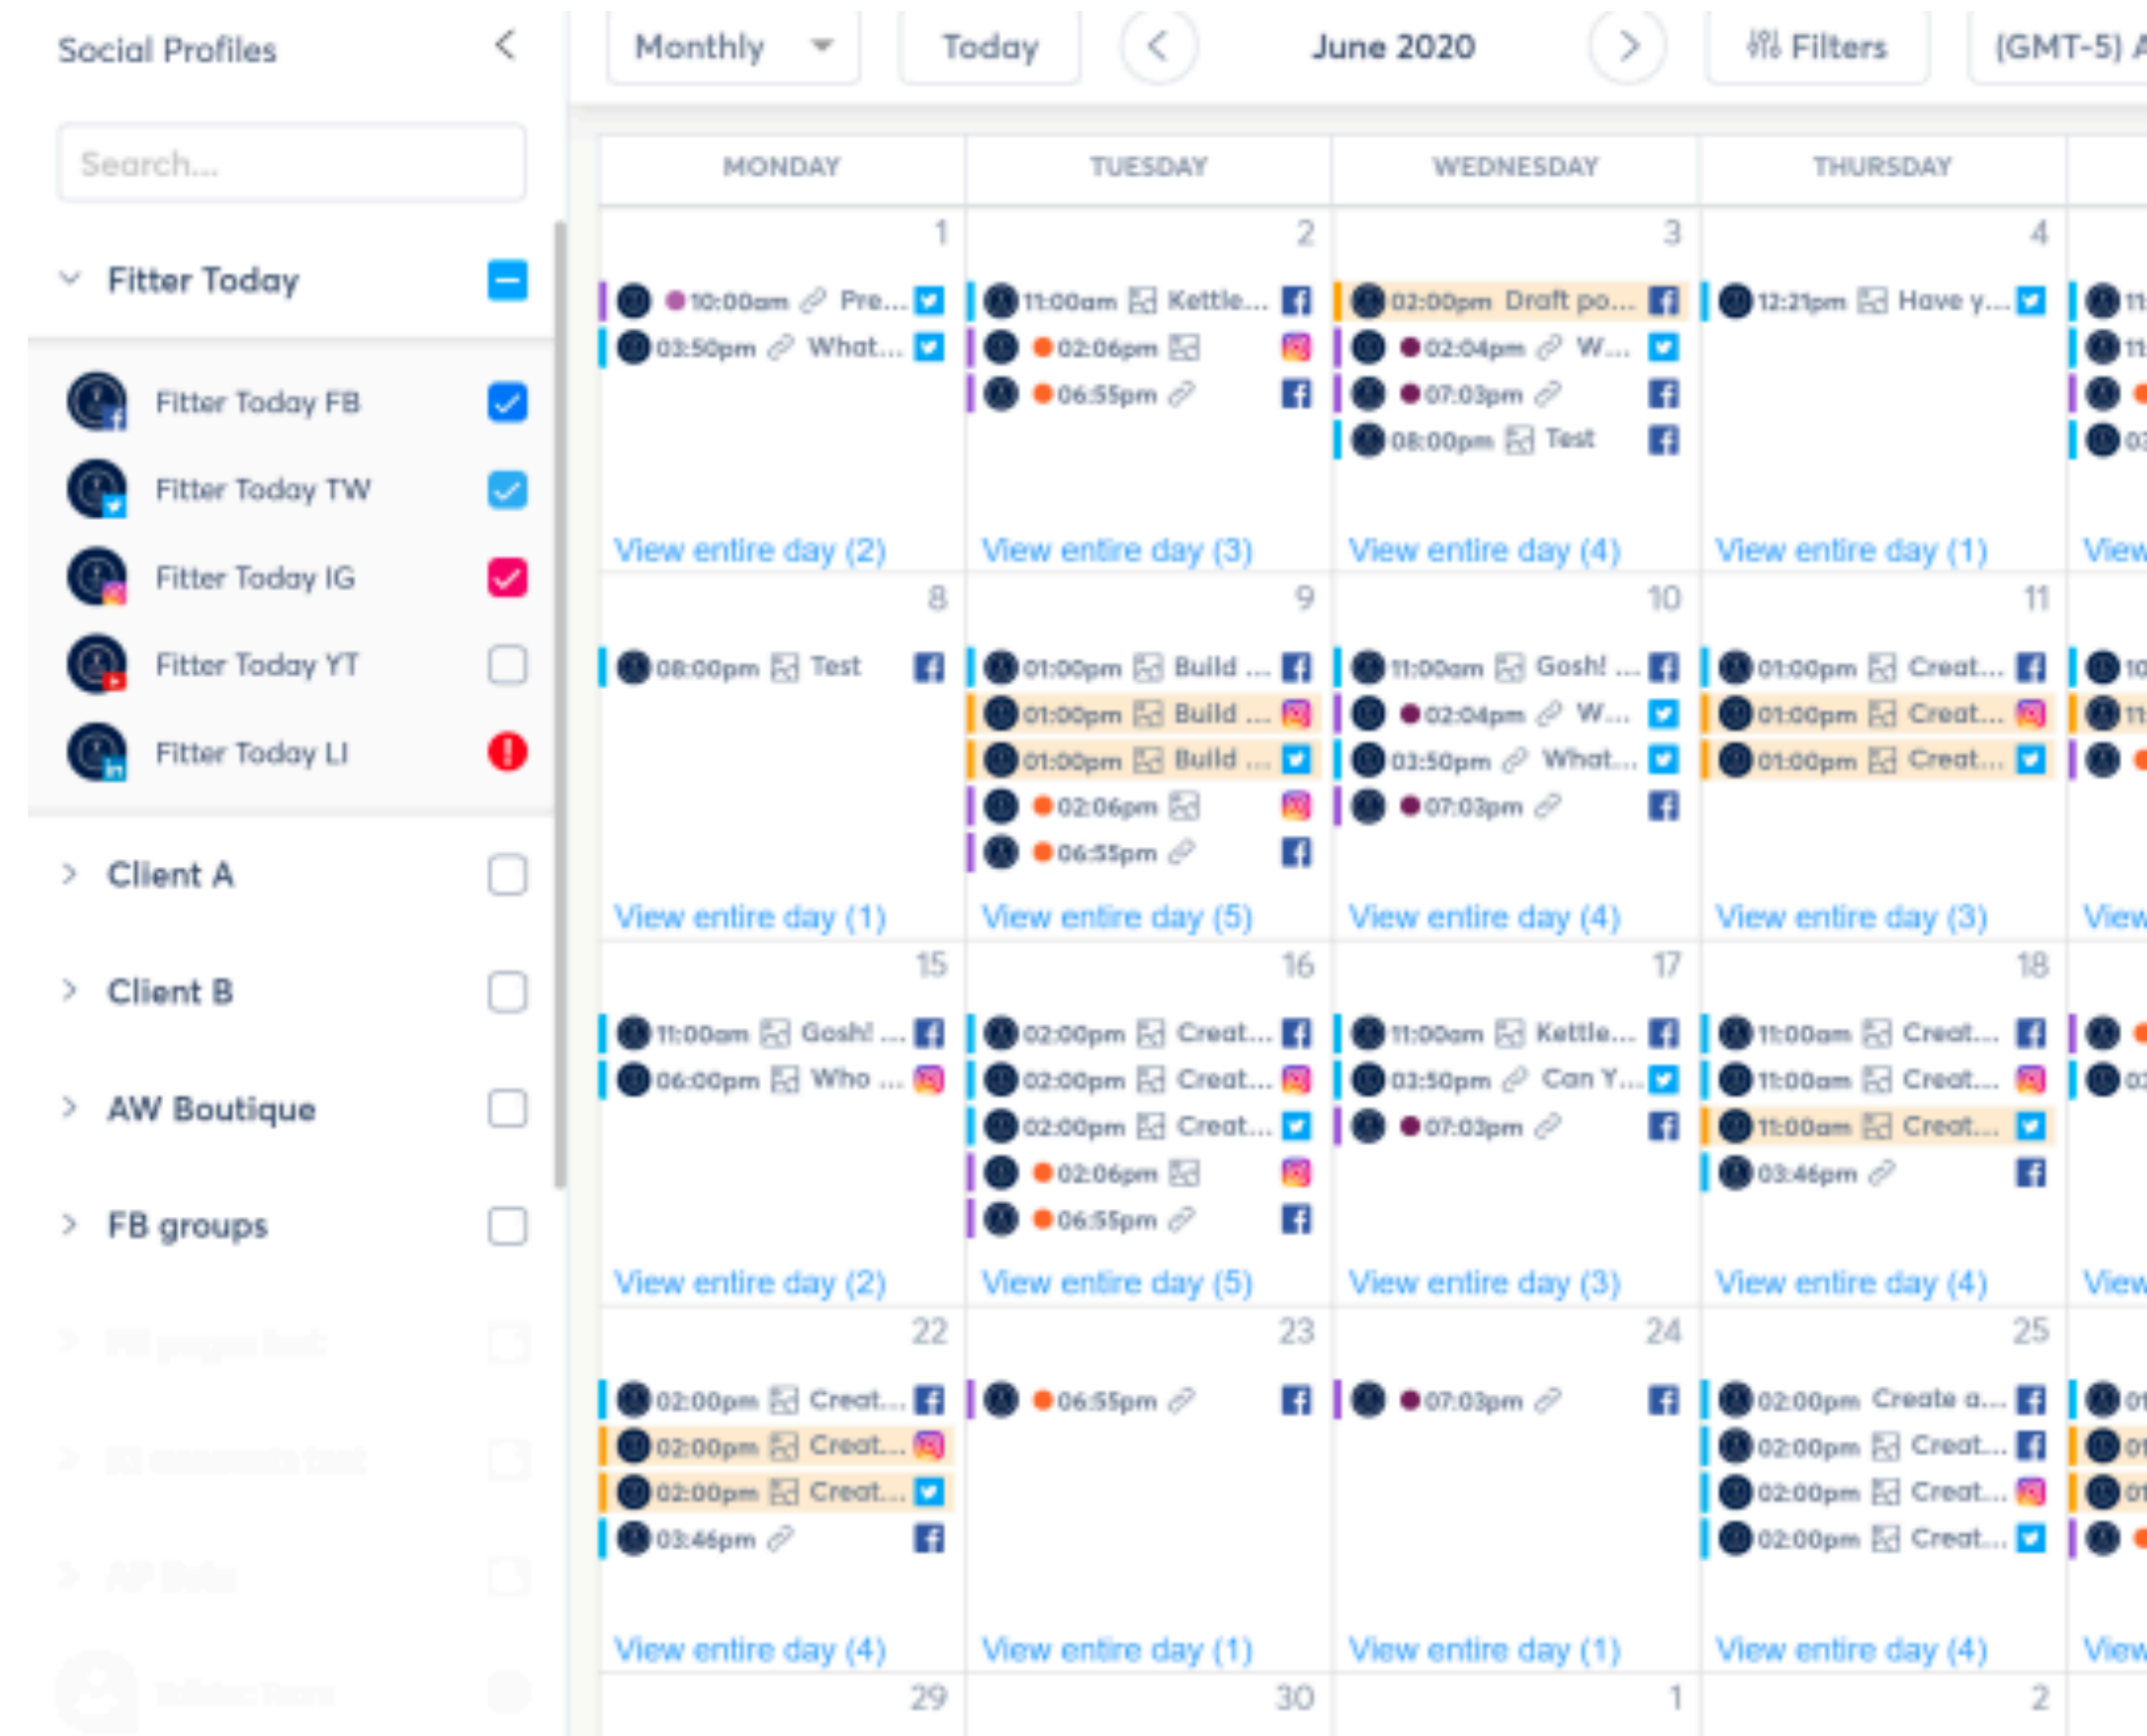 Social Profiles
Monthly Today June 2020 Filters (GMT-5) A
Search...
MONDAY TUESDAY WEDNESDAY THURSDAY
Fitter Today
Fitter Today FB
Fitter Today TW
Fitter Today IG
Fitter Today YT
Fitter Today LI
Client A
Client B
AW Boutique
FB groups
1
10:00am Pre...
03:50pm What...
View entire day (2)
2
11:00am Kettle...
02:06pm
06:55pm
View entire day (3)
3
02:00pm Draft po...
02:04pm W...
07:03pm
08:00pm Test
View entire day (4)
4
12:21pm Have y...
View entire day (1)
11:
11:
03
View
8
08:00pm Test
View entire day (1)
9
01:00pm Build ...
01:00pm Build ...
01:00pm Build ...
02:06pm
06:55pm
View entire day (5)
10
11:00am Gosh! ...
02:04pm W...
03:50pm What...
07:03pm
View entire day (4)
11
01:00pm Creat...
01:00pm Creat...
01:00pm Creat...
View entire day (3)
10
11
View
15
11:00am Gosh! ...
06:00pm Who ...
View entire day (2)
16
02:00pm Creat...
02:00pm Creat...
02:00pm Creat...
02:06pm
06:55pm
View entire day (5)
17
11:00am Kettle...
03:50pm Can Y...
07:03pm
View entire day (3)
18
11:00am Creat...
11:00am Creat...
11:00am Creat...
03:46pm
View entire day (4)
03
View
22
02:00pm Creat...
02:00pm Creat...
02:00pm Creat...
03:46pm
View entire day (4)
23
06:55pm
View entire day (1)
24
07:03pm
View entire day (1)
25
02:00pm Create a...
02:00pm Creat...
02:00pm Creat...
02:00pm Creat...
View entire day (4)
01
01
01
View
29
30
1
2